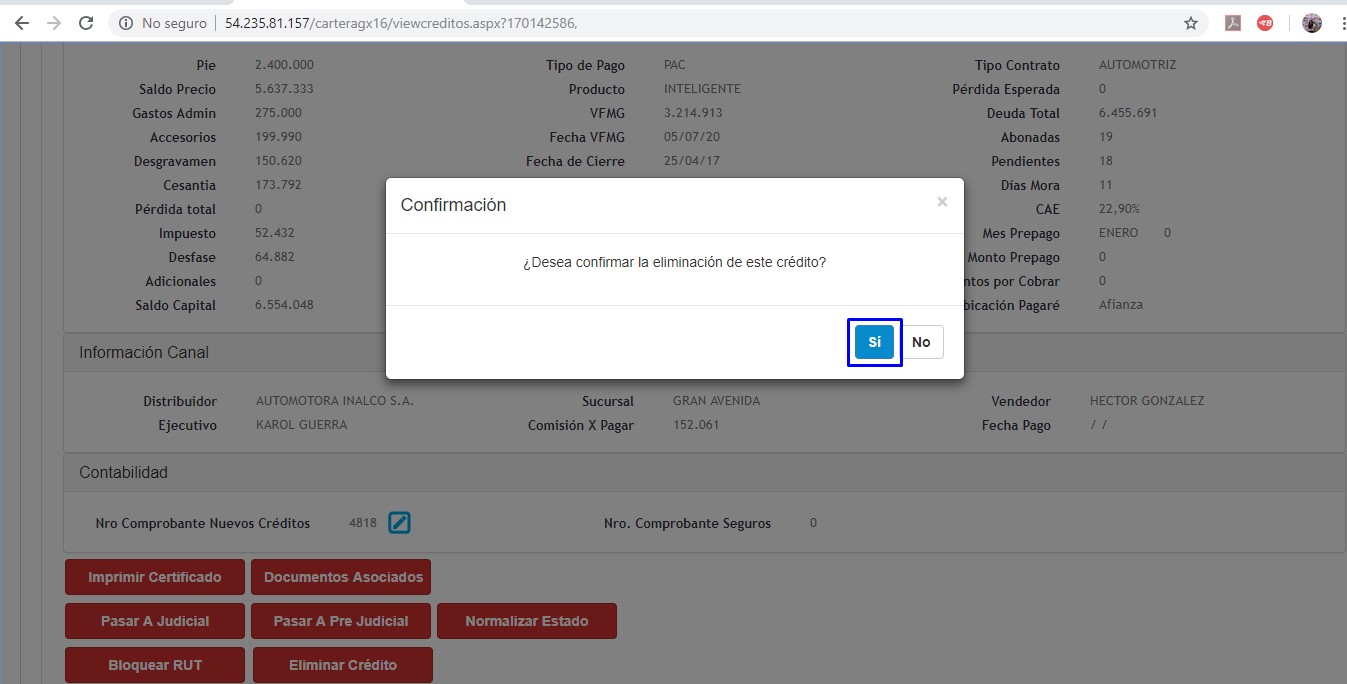 No seguro | 54.235.81.157/carteragx16/viewcreditos.aspx?170142586,
Pie 2.400.000 Tipo de Pago PAC Tipo Contrato AUTOMOTRIZ
Saldo Precio 5.637.333 Producto INTELIGENTE Pérdida Esperada 0
Gastos Admin 275.000 VFMG 3.214.913 Deuda Total 6.455.691
Accesorios 199.990 Fecha VFMG 05/07/20 Abonadas 19
Desgravamen 150.620 Fecha de Cierre 25/04/17 Pendientes 18
Cesantia 173.792 Días Mora 11
Pérdida total 0 CAE 22,90%
Impuesto 52.432 Mes Prepago ENERO 0
Desfase 64.882 Monto Prepago 0
Adicionales 0 ntos por Cobrar 0
Saldo Capital 6.554.048 bicación Pagaré Afianza
Confirmación ×
¿Desea confirmar la eliminación de este crédito?
Sí No
Información Canal
Distribuidor AUTOMOTORA INALCO S.A. Sucursal GRAN AVENIDA Vendedor HECTOR GONZALEZ
Ejecutivo KAROL GUERRA Comisión X Pagar 152.061 Fecha Pago / /
Contabilidad
Nro Comprobante Nuevos Créditos 4818 Nro. Comprobante Seguros 0
Imprimir Certificado Documentos Asociados
Pasar A Judicial Pasar A Pre Judicial Normalizar Estado
Bloquear RUT Eliminar Crédito